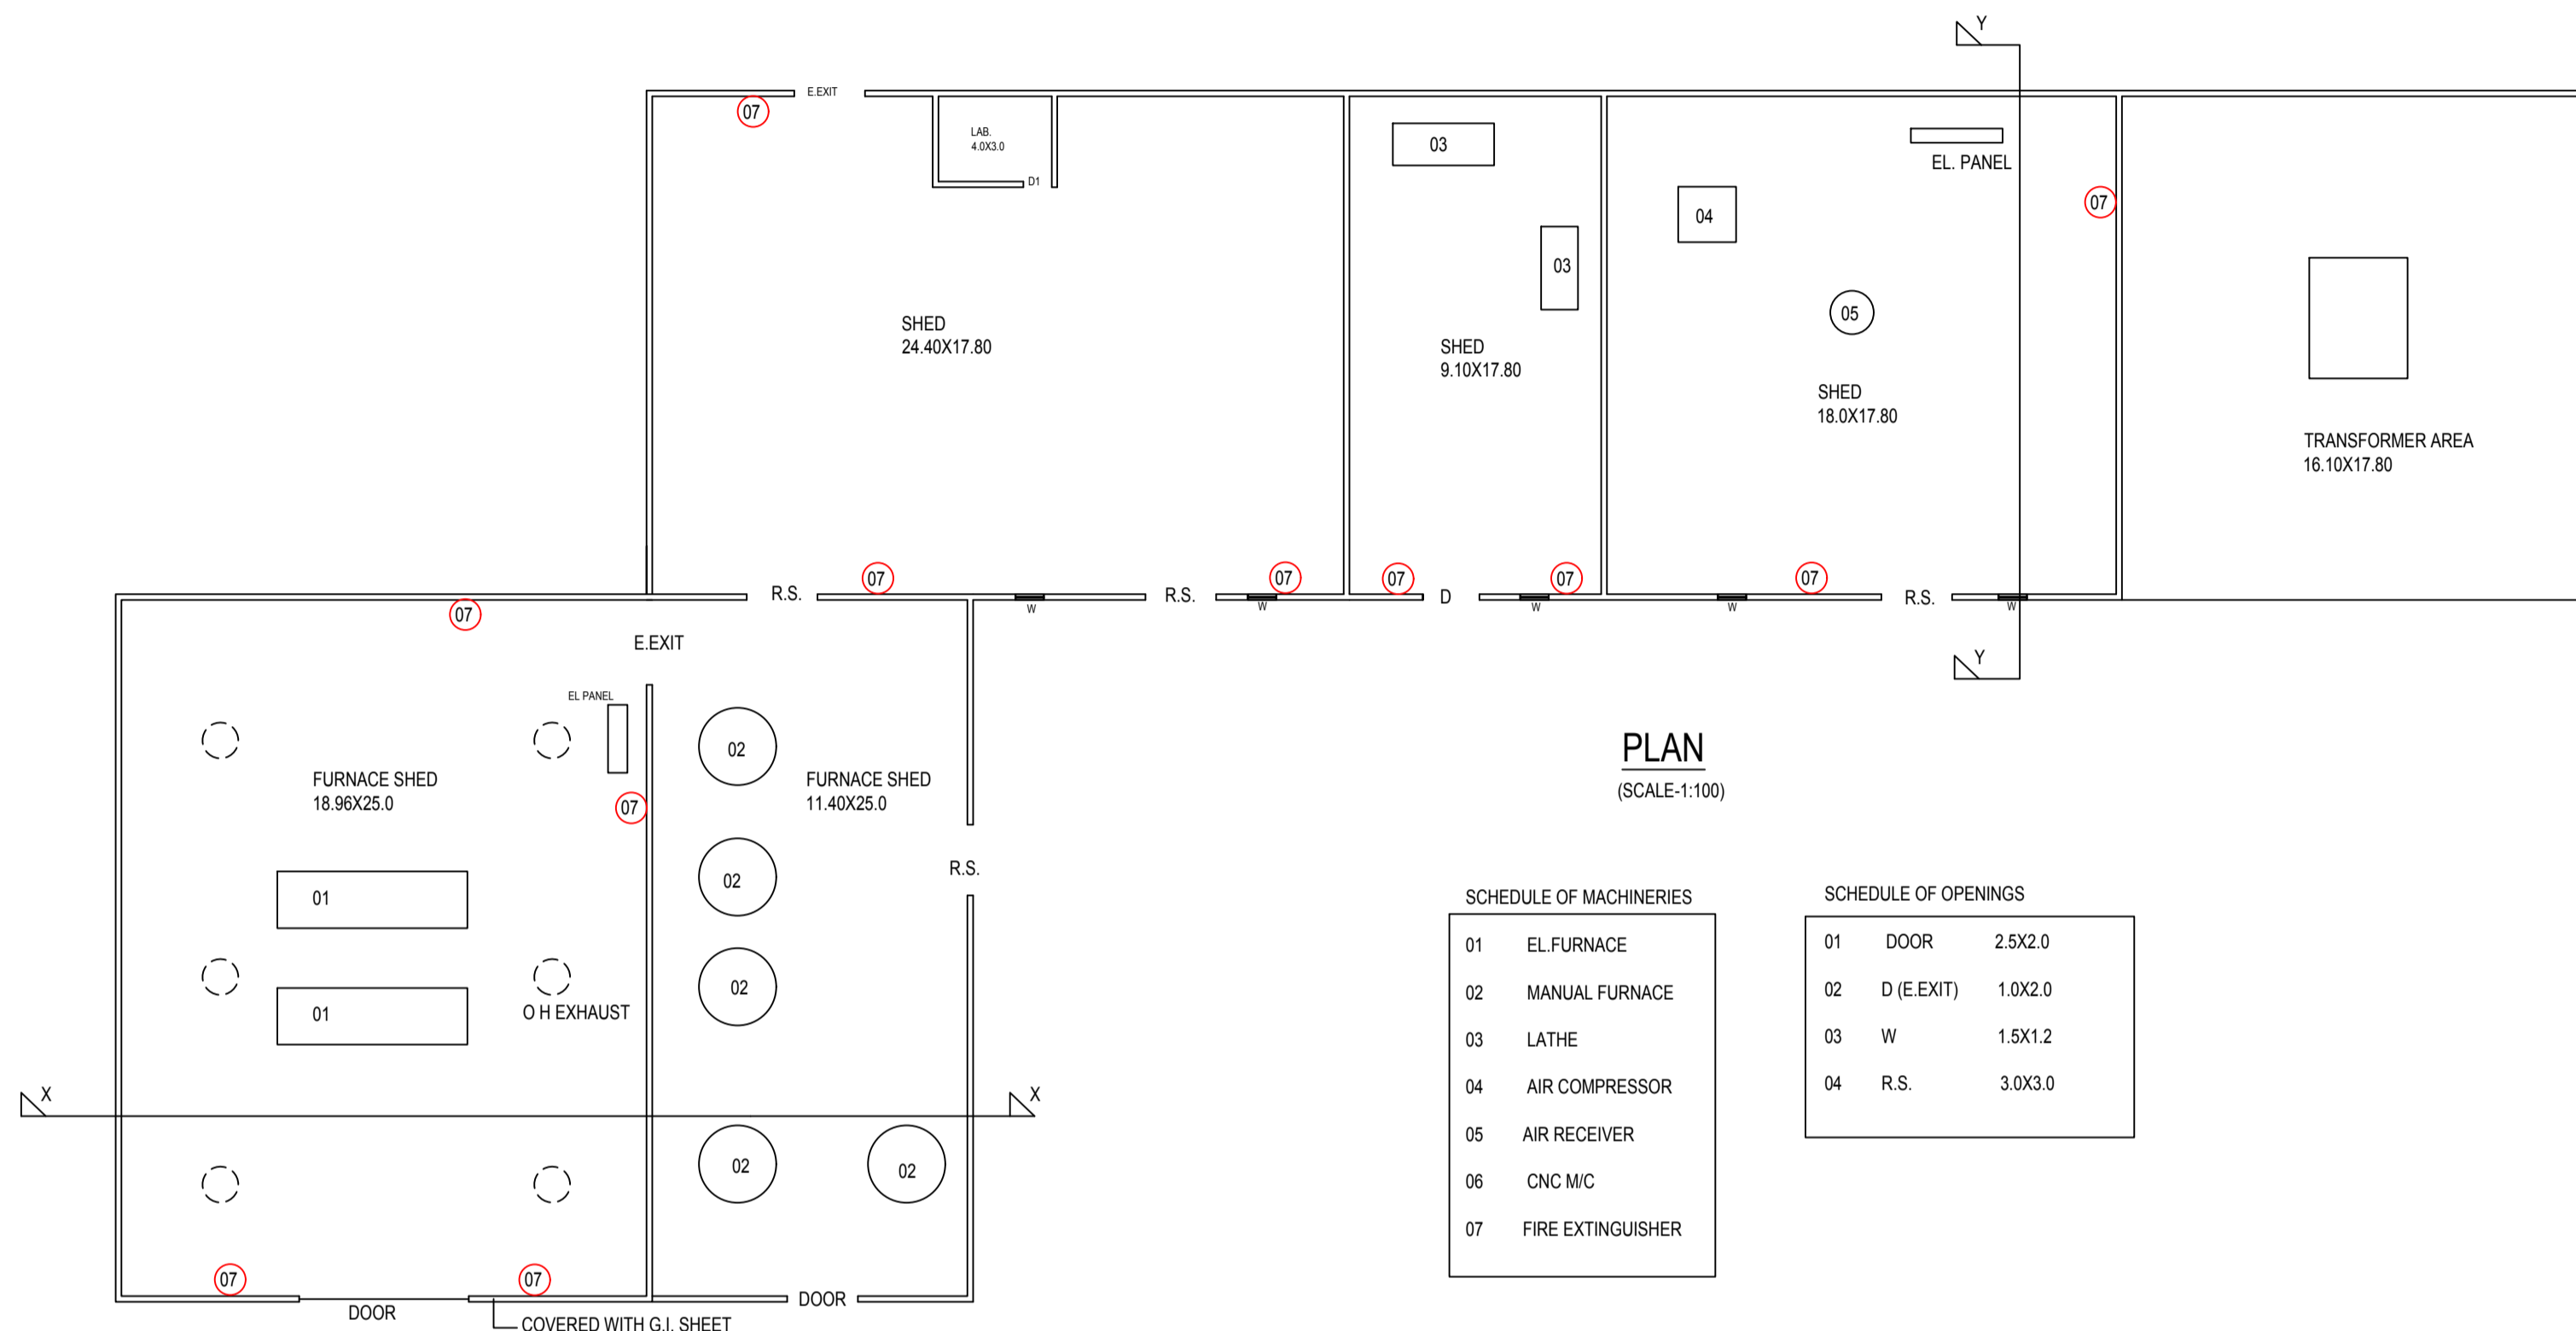 Y
E.EXIT
07
LAB.
4.0X3.0
D1
03
EL. PANEL
04
07
03
05
SHED
24.40X17.80
SHED
9.10X17.80
SHED
18.0X17.80
TRANSFORMER AREA
16.10X17.80
07
07
07
07
07
R.S.
W
R.S.
W
D
W
W
R.S.
W
07
E.EXIT
Y
EL PANEL
02
FURNACE SHED
18.96X25.0
07
FURNACE SHED
11.40X25.0
PLAN
(SCALE-1:100)
R.S.
02
01
02
01
O H EXHAUST
X
X
02
02
07
07
DOOR
DOOR
COVERED WITH G.I. SHEET
SCHEDULE OF MACHINERIES
01 EL.FURNACE
02 MANUAL FURNACE
03 LATHE
04 AIR COMPRESSOR
05 AIR RECEIVER
06 CNC M/C
07 FIRE EXTINGUISHER
SCHEDULE OF OPENINGS
01 DOOR 2.5X2.0
02 D (E.EXIT) 1.0X2.0
03 W 1.5X1.2
04 R.S. 3.0X3.0